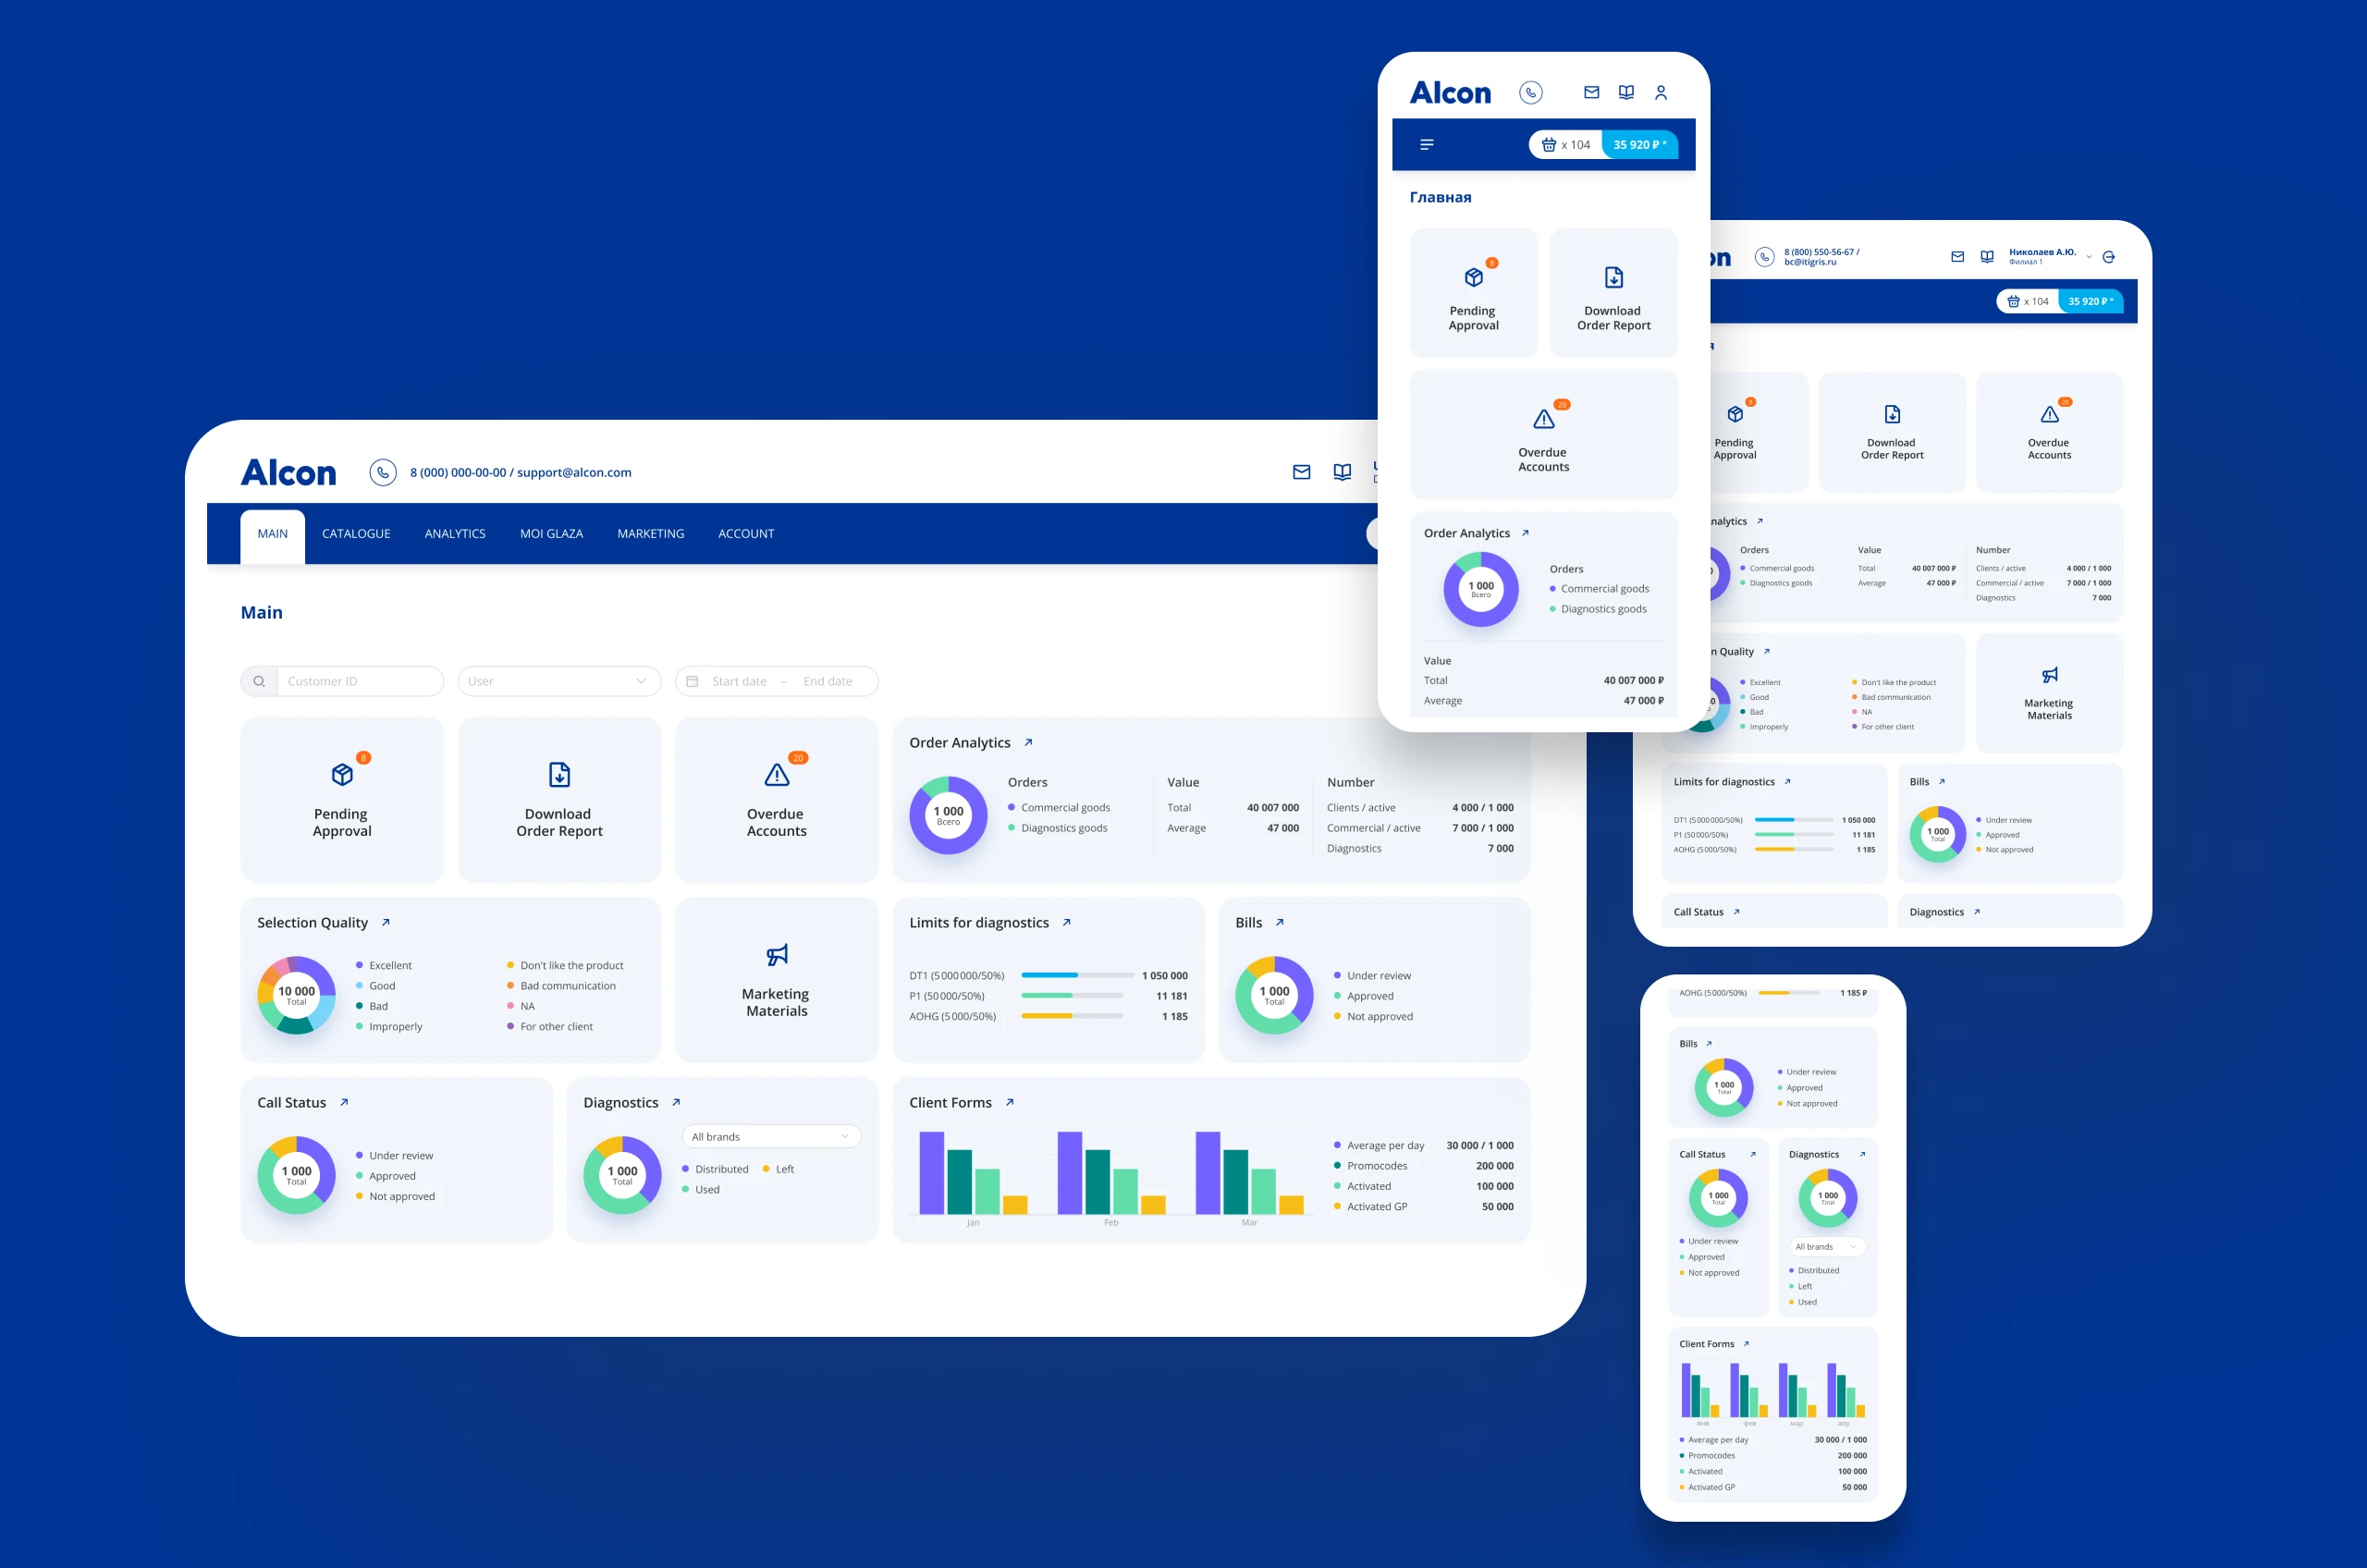 Alcon
8 (000) 000-00-00 / support@alcon.com
MAIN CATALOGUE ANALYTICS MOI GLAZA MARKETING ACCOUNT
Main
Customer ID
User
Start date – End date
8
Pending
Approval
Download
Order Report
20
Overdue
Accounts
Order Analytics
1 000
Всего
Orders
Commercial goods
Diagnostics goods
Value
Total 40 007 000
Average 47 000
Number
Clients / active 4 000 / 1 000
Commercial / active 7 000 / 1 000
Diagnostics 7 000
Selection Quality
10 000
Total
Excellent
Good
Bad
Improperly
Don't like the product
Bad communication
NA
For other client
Marketing
Materials
Limits for diagnostics
DT1 (5 000 000/50%) 1 050 000
P1 (50 000/50%) 11 181
AOHG (5 000/50%) 1 185
Bills
1 000
Total
Under review
Approved
Not approved
Call Status
1 000
Total
Under review
Approved
Not approved
Diagnostics
All brands
1 000
Total
Distributed
Left
Used
Client Forms
Jan Feb Mar
Average per day 30 000 / 1 000
Promocodes 200 000
Activated 100 000
Activated GP 50 000
Alcon
x 104 35 920 ₽ *
Главная
8
Pending
Approval
Download
Order Report
20
Overdue
Accounts
Order Analytics
1 000
Всего
Orders
Commercial goods
Diagnostics goods
Value
Total 40 007 000 ₽
Average 47 000 ₽
on
8 (800) 550-56-67 /
bc@itigris.ru
Николаев А.Ю.
Филиал 1
x 104 35 920 ₽ *
я
8
Pending
Approval
Download
Order Report
20
Overdue
Accounts
nalytics
Orders
Commercial goods
Diagnostics goods
Value
Total 40 007 000 ₽
Average 47 000 ₽
Number
Clients / active 4 000 / 1 000
Commercial / active 7 000 / 1 000
Diagnostics 7 000
n Quality
Excellent
Good
Bad
Improperly
Don't like the product
Bad communication
NA
For other client
Marketing
Materials
Limits for diagnostics
DT1 (5 000 000/50%) 1 050 000
P1 (50 000/50%) 11 181
AOHG (5 000/50%) 1 185
Bills
1 000
Total
Under review
Approved
Not approved
Call Status
Diagnostics
AOHG (5 000/50%) 1 185 ₽
Bills
1 000
Total
Under review
Approved
Not approved
Call Status
1 000
Total
Under review
Approved
Not approved
Diagnostics
1 000
Total
All brands
Distributed
Left
Used
Client Forms
янв фев мар апр
Average per day 30 000 / 1 000
Promocodes 200 000
Activated 100 000
Activated GP 50 000